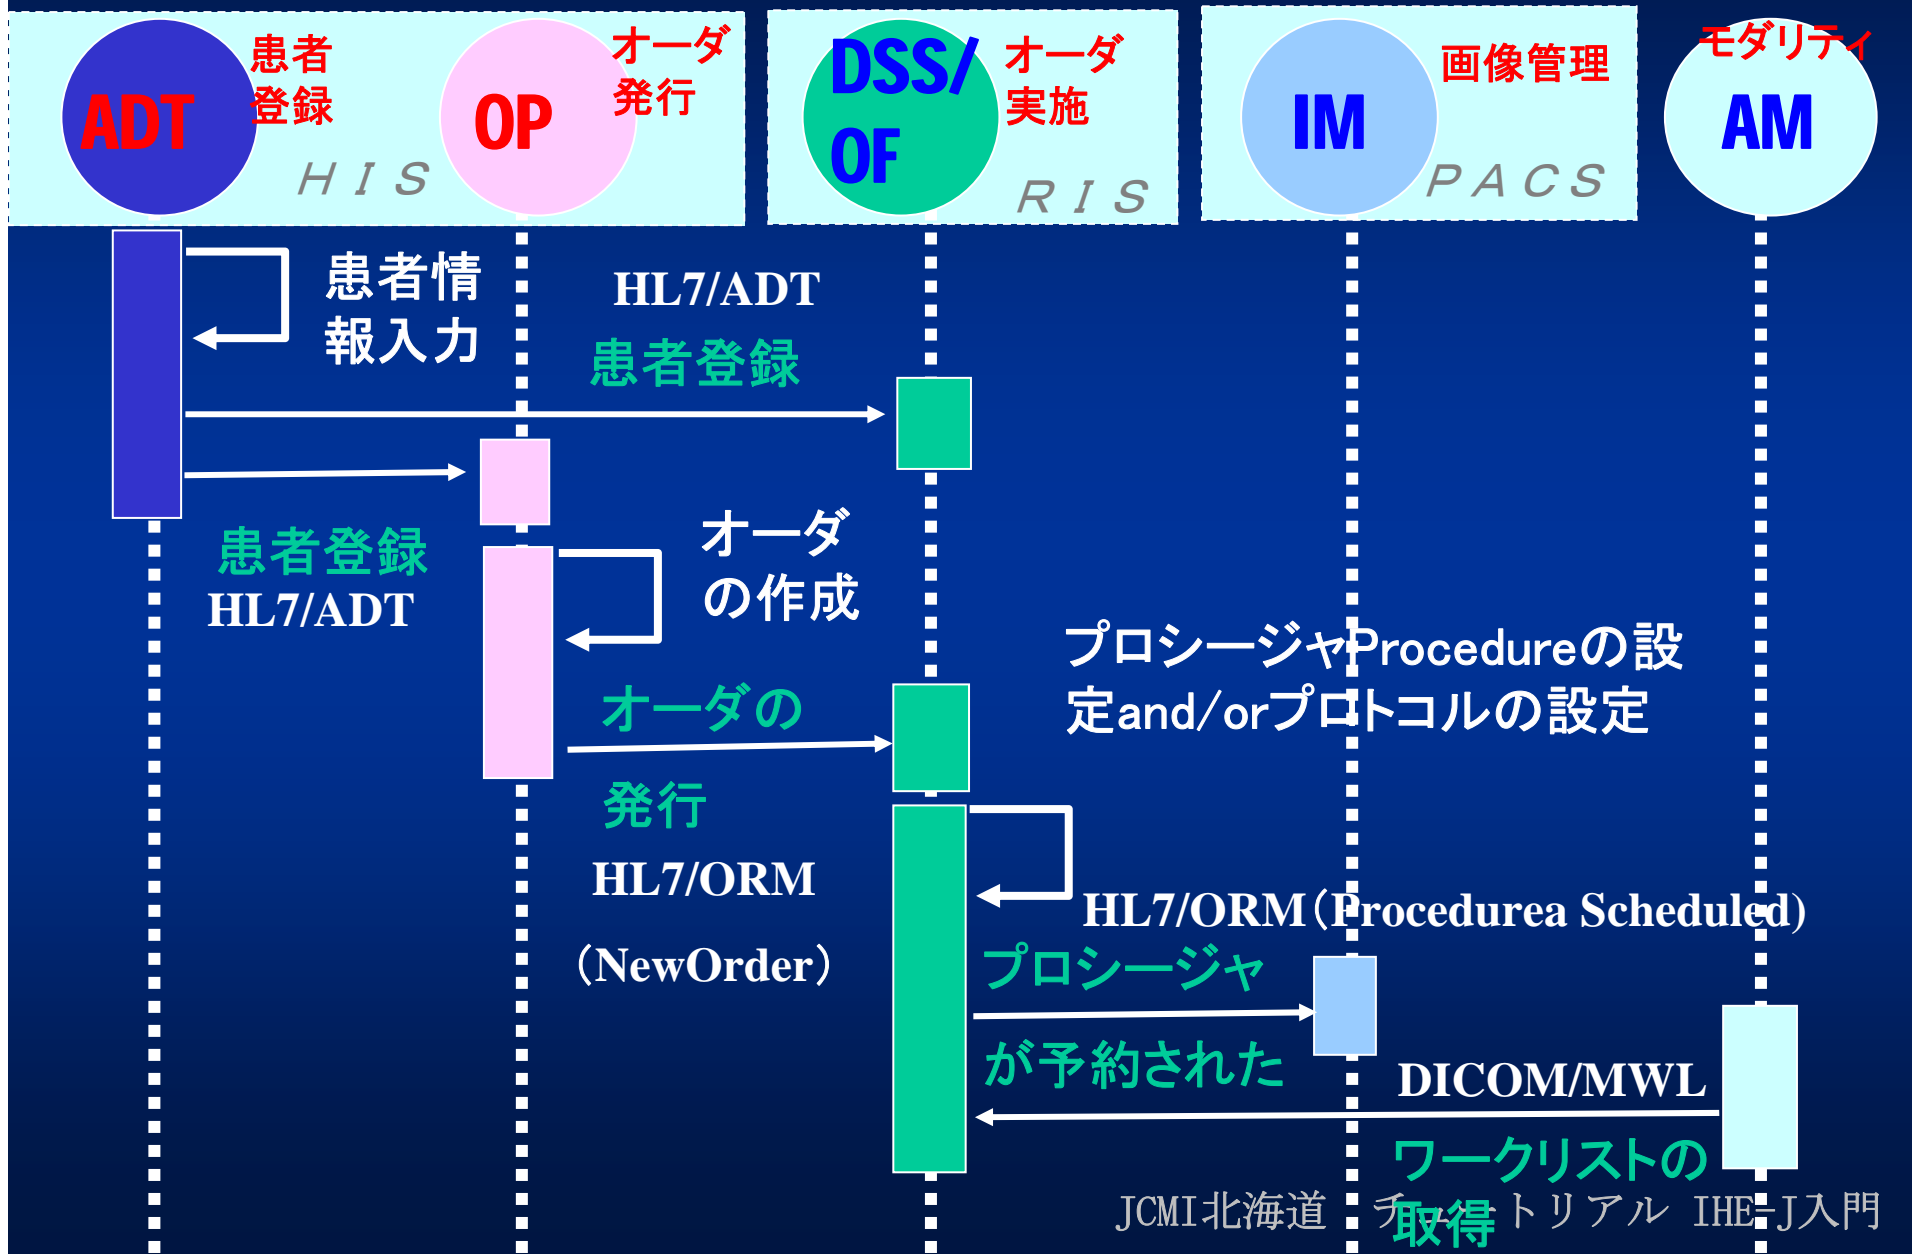 ADT
患者
登録
HIS
OP
オーダ
発行
DSS/
OF
オーダ
実施
RIS
IM
画像管理
PACS
モダリティ
AM
患者情
報入力
HL7/ADT
患者登録
患者登録
HL7/ADT
オーダ
の作成
プロシージャProcedureの設
定and/orプロトコルの設定
オーダの
発行
HL7/ORM
（NewOrder）
HL7/ORM（Procedurea Scheduled)
プロシージャ
が予約された
DICOM/MWL
ワークリストの
取得
JCMI北海道　チュートリアル IHE-J入門